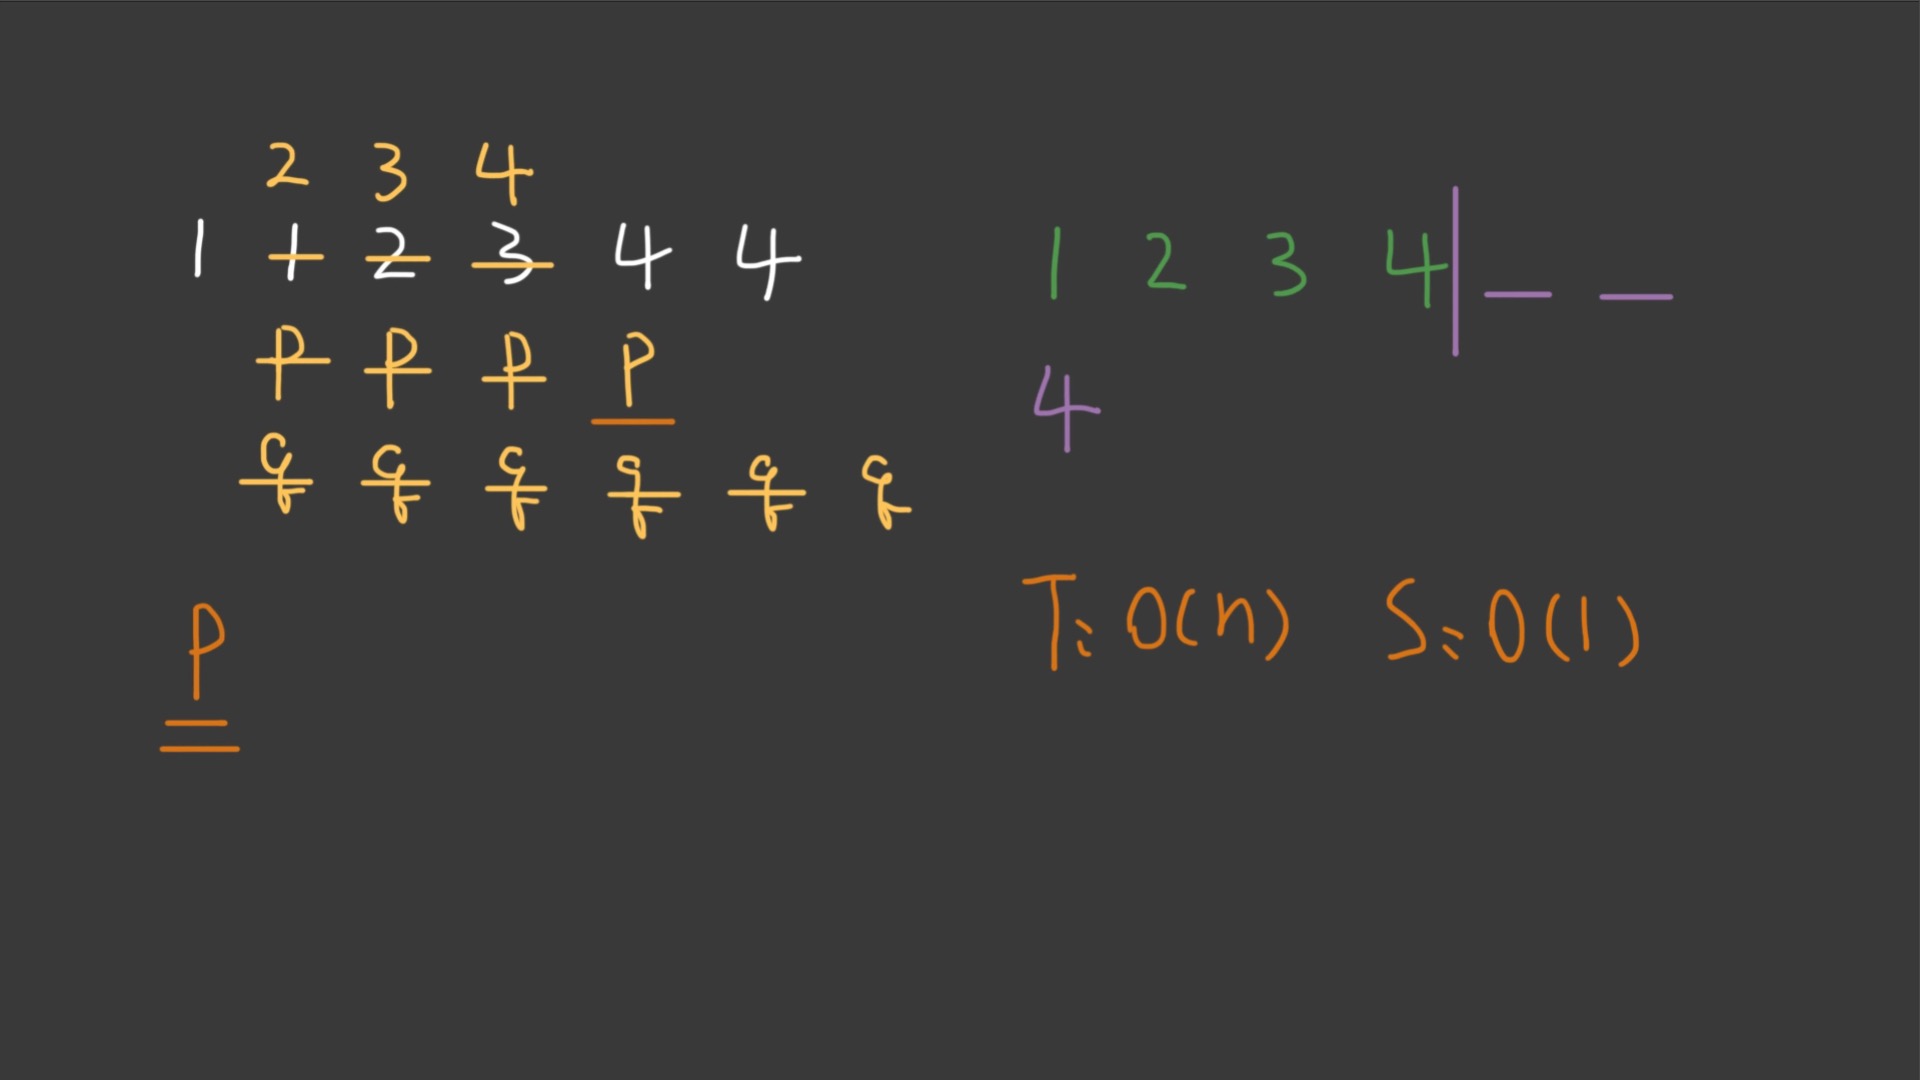 2 3 4
1 1 2 3 4 4
p p p p
q q q q q q
p
1 2 3 4 | _ _
4
T: O(n) S: O(1)